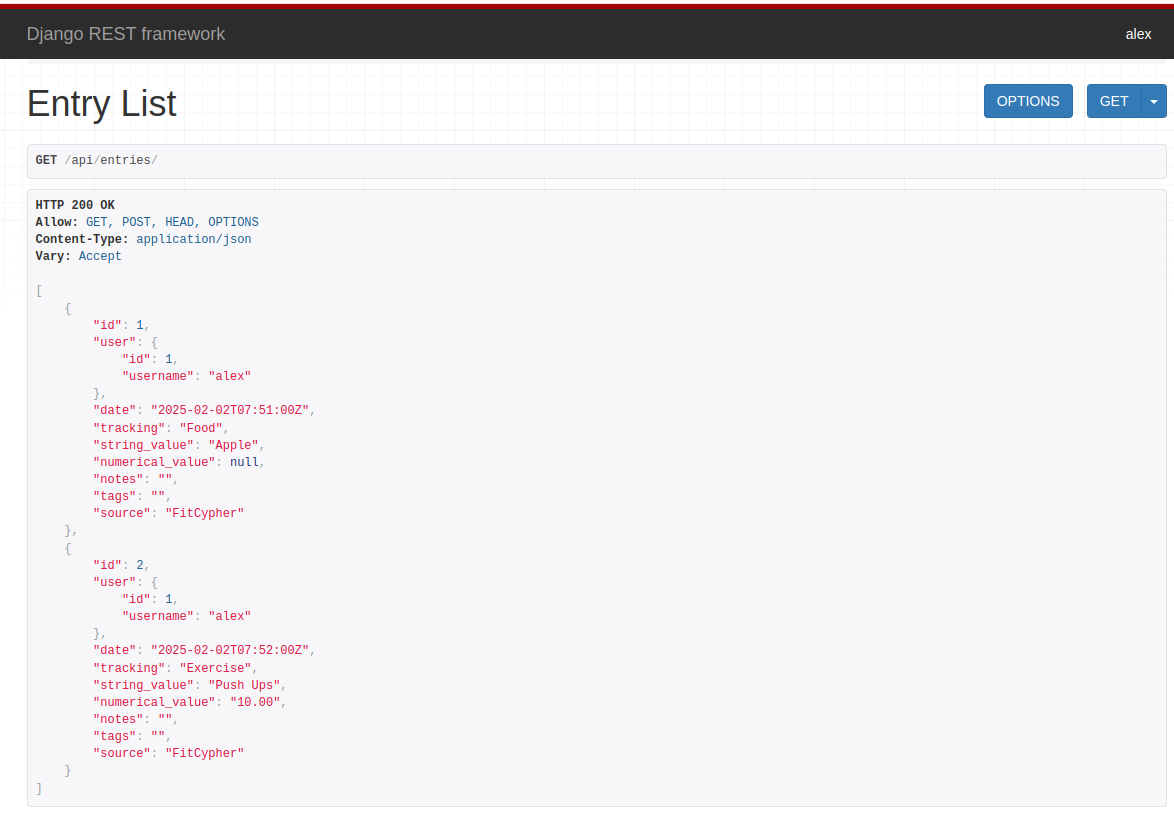 Django REST framework
alex
Entry List
OPTIONS
GET
GET /api/entries/
HTTP 200 OK
Allow: GET, POST, HEAD, OPTIONS
Content-Type: application/json
Vary: Accept
[
    {
        "id": 1,
        "user": {
            "id": 1,
            "username": "alex"
        },
        "date": "2025-02-02T07:51:00Z",
        "tracking": "Food",
        "string_value": "Apple",
        "numerical_value": null,
        "notes": "",
        "tags": "",
        "source": "FitCypher"
    },
    {
        "id": 2,
        "user": {
            "id": 1,
            "username": "alex"
        },
        "date": "2025-02-02T07:52:00Z",
        "tracking": "Exercise",
        "string_value": "Push Ups",
        "numerical_value": "10.00",
        "notes": "",
        "tags": "",
        "source": "FitCypher"
    }
]